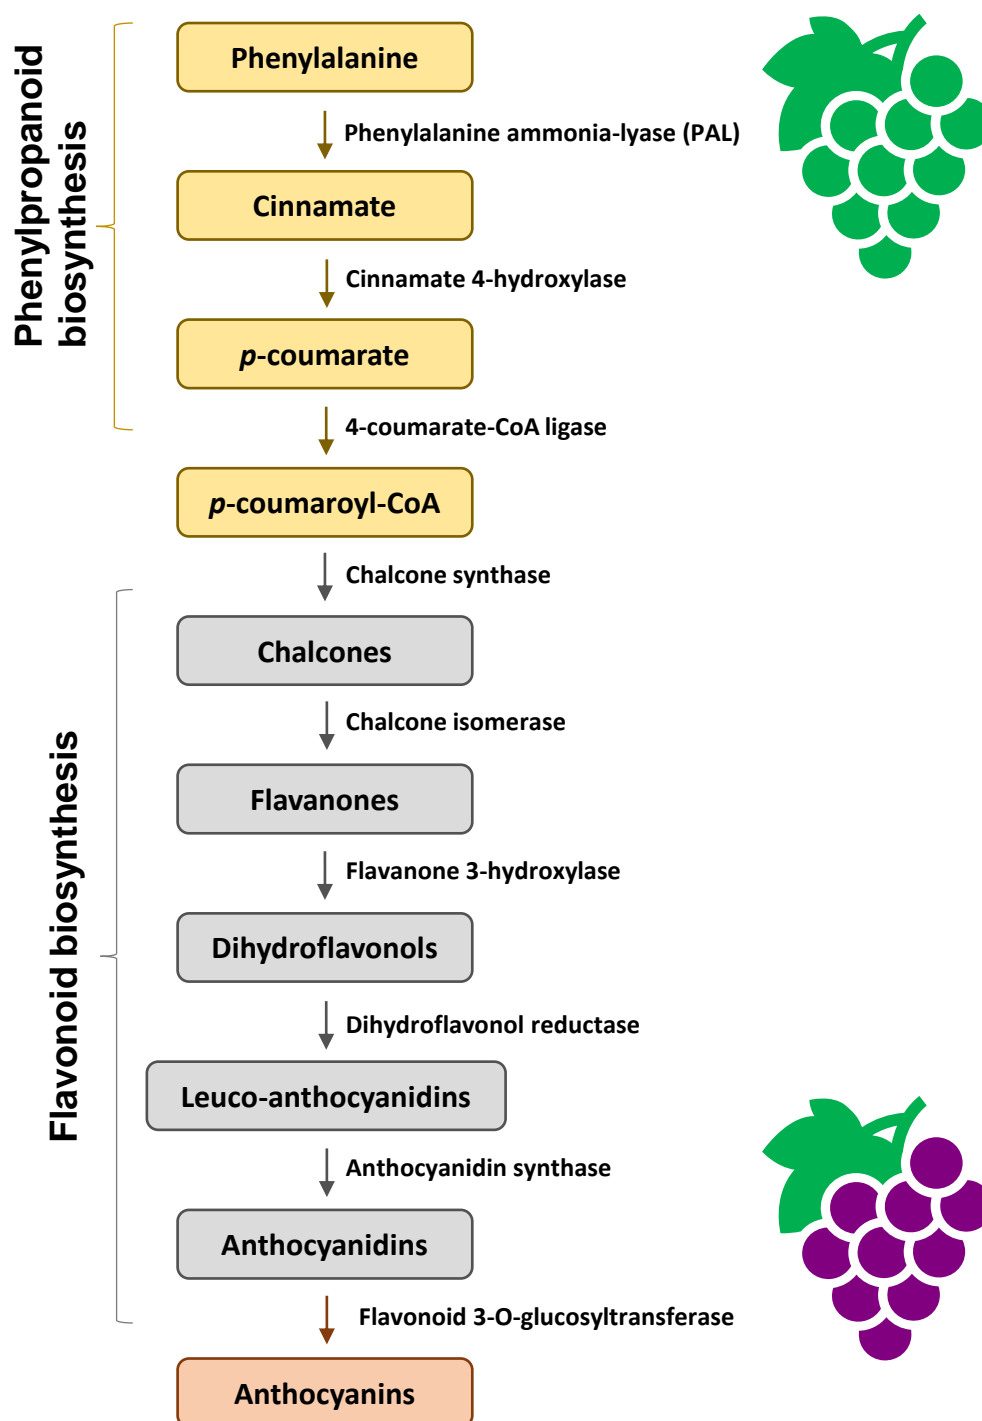 Phenylpropanoid
biosynthesis
Phenylalanine
Phenylalanine ammonia-lyase (PAL)
Cinnamate
Cinnamate 4-hydroxylase
p-coumarate
4-coumarate-CoA ligase
p-coumaroyl-CoA
Chalcone synthase
Flavonoid biosynthesis
Chalcones
Chalcone isomerase
Flavanones
Flavanone 3-hydroxylase
Dihydroflavonols
Dihydroflavonol reductase
Leuco-anthocyanidins
Anthocyanidin synthase
Anthocyanidins
Flavonoid 3-O-glucosyltransferase
Anthocyanins